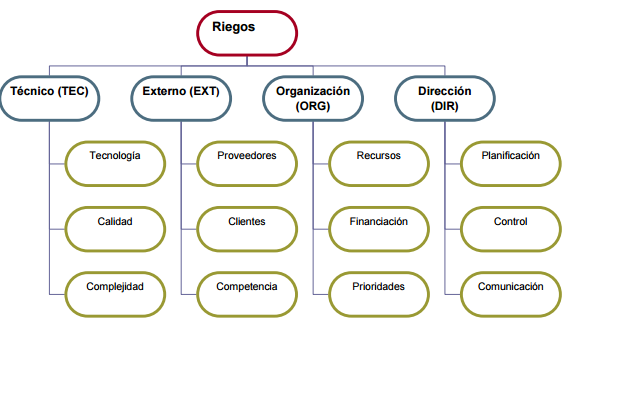 Riegos
Técnico (TEC)
Externo (EXT)
Organización
(ORG)
Dirección
(DIR)
Tecnología
Proveedores
Recursos
Planificación
Calidad
Clientes
Financiación
Control
Complejidad
Competencia
Prioridades
Comunicación